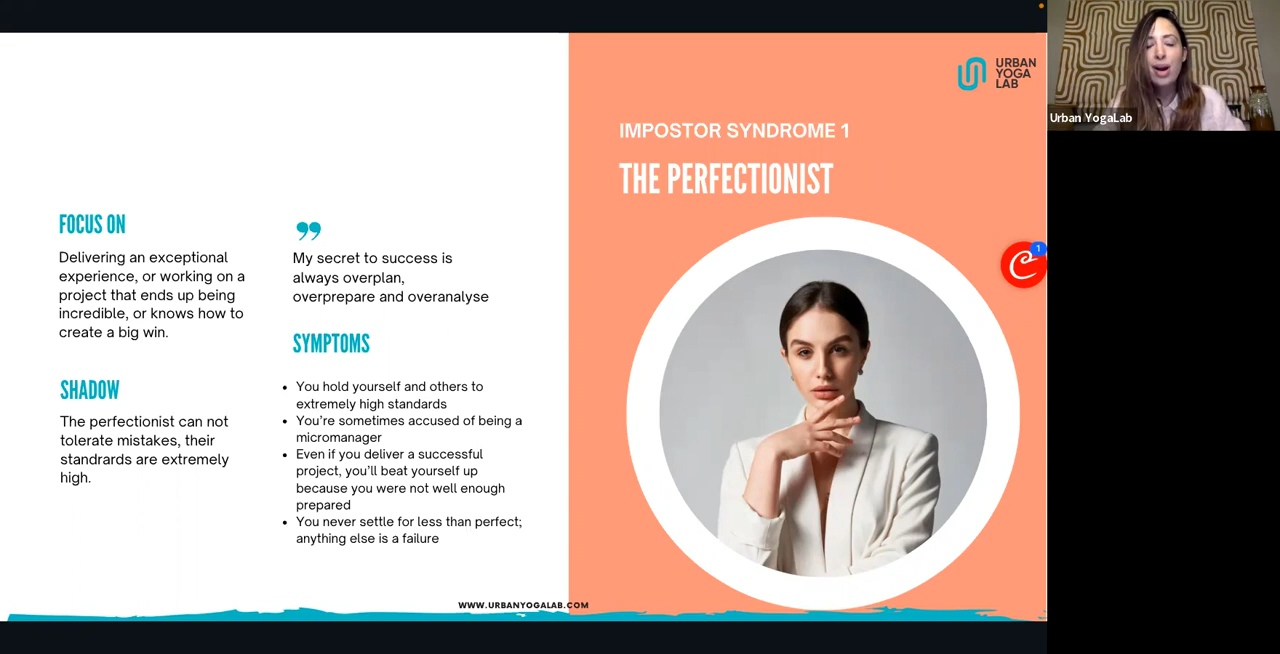 FOCUS ON
Delivering an exceptional
experience, or working on a
project that ends up being
incredible, or knows how to
create a big win.
SHADOW
The perfectionist can not
tolerate mistakes, their
standrards are extremely
high.
”
My secret to success is
always overplan,
overprepare and overanalyse
SYMPTOMS
• You hold yourself and others to
extremely high standards
• You’re sometimes accused of being a
micromanager
• Even if you deliver a successful
project, you’ll beat yourself up
because you were not well enough
prepared
• You never settle for less than perfect;
anything else is a failure
WWW.URBANYOGALAB.COM
URBAN
YOGA
LAB
IMPOSTOR SYNDROME 1
THE PERFECTIONIST
1
Urban YogaLab